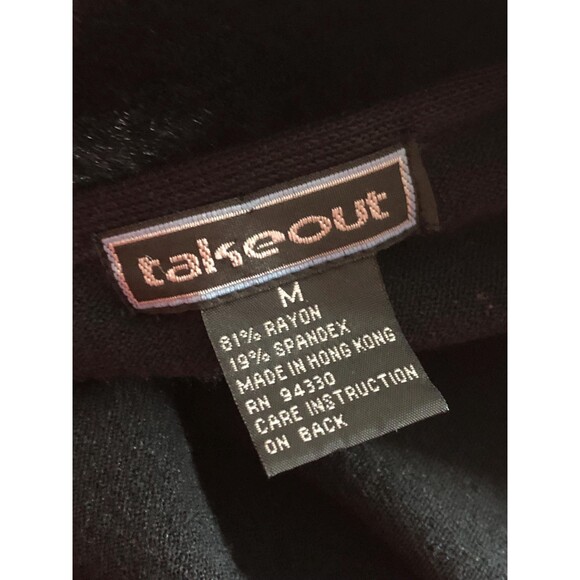 takeout
M
81% RAYON
19% SPANDEX
MADE IN HONG KONG
RN 94330
CARE INSTRUCTION
ON BACK